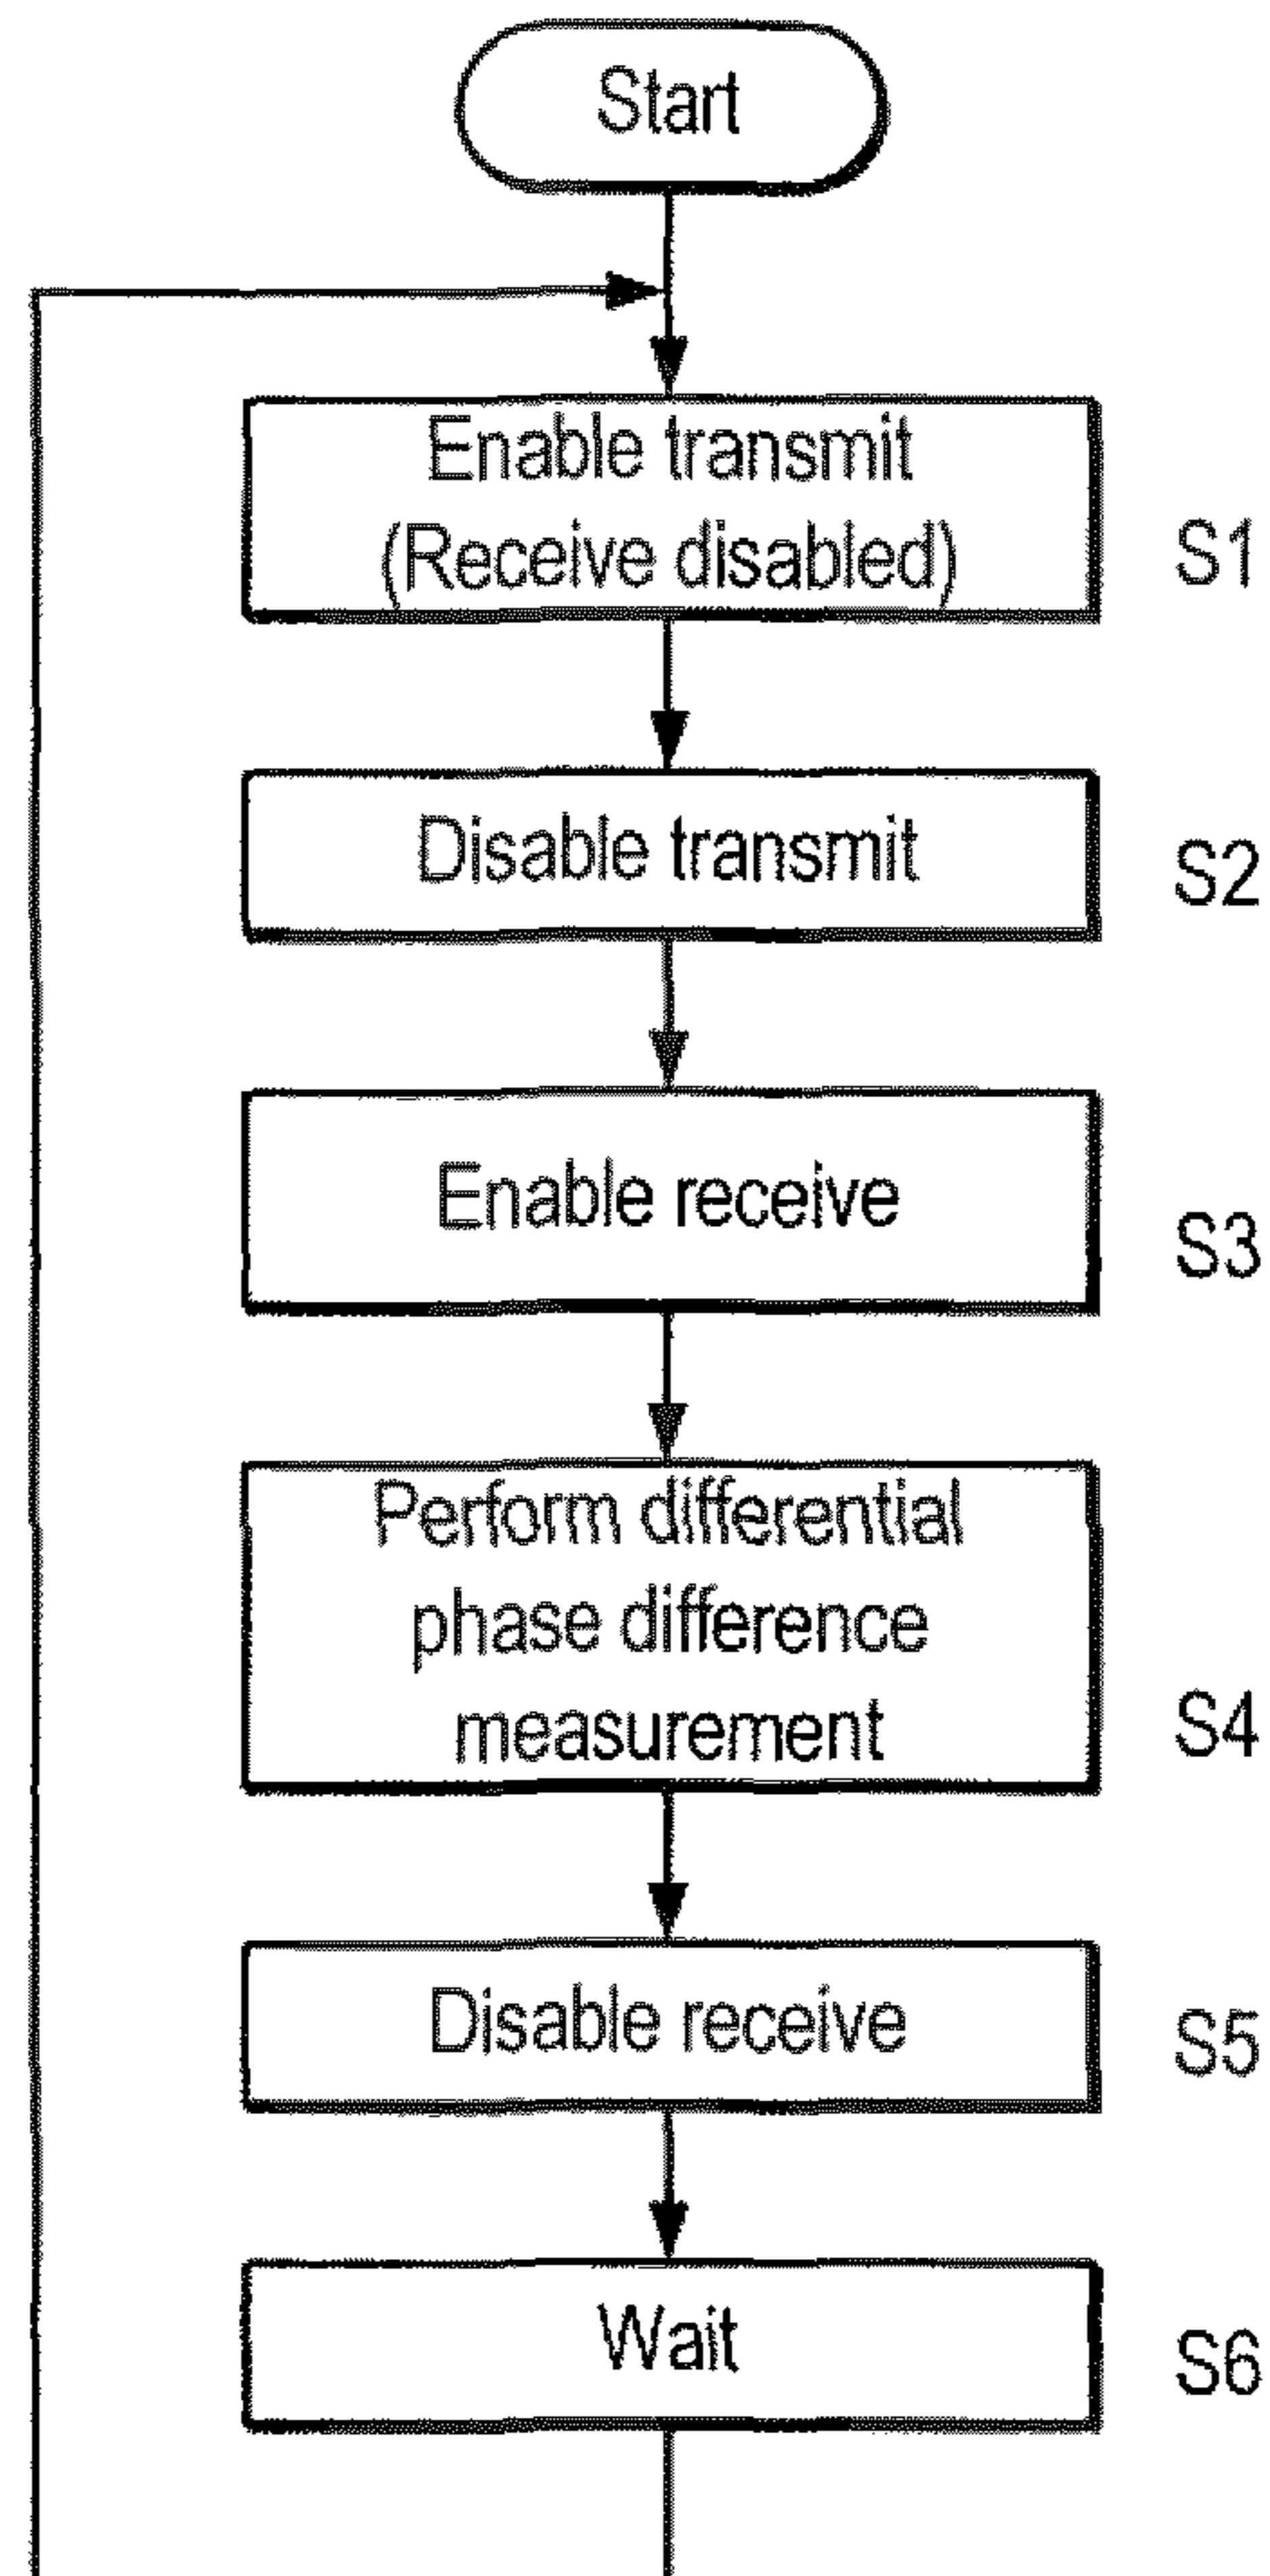 Start
Enable transmit
(Receive disabled)
S1
Disable transmit
S2
Enable receive
S3
Perform differential
phase difference
measurement
S4
Disable receive
S5
Wait
S6